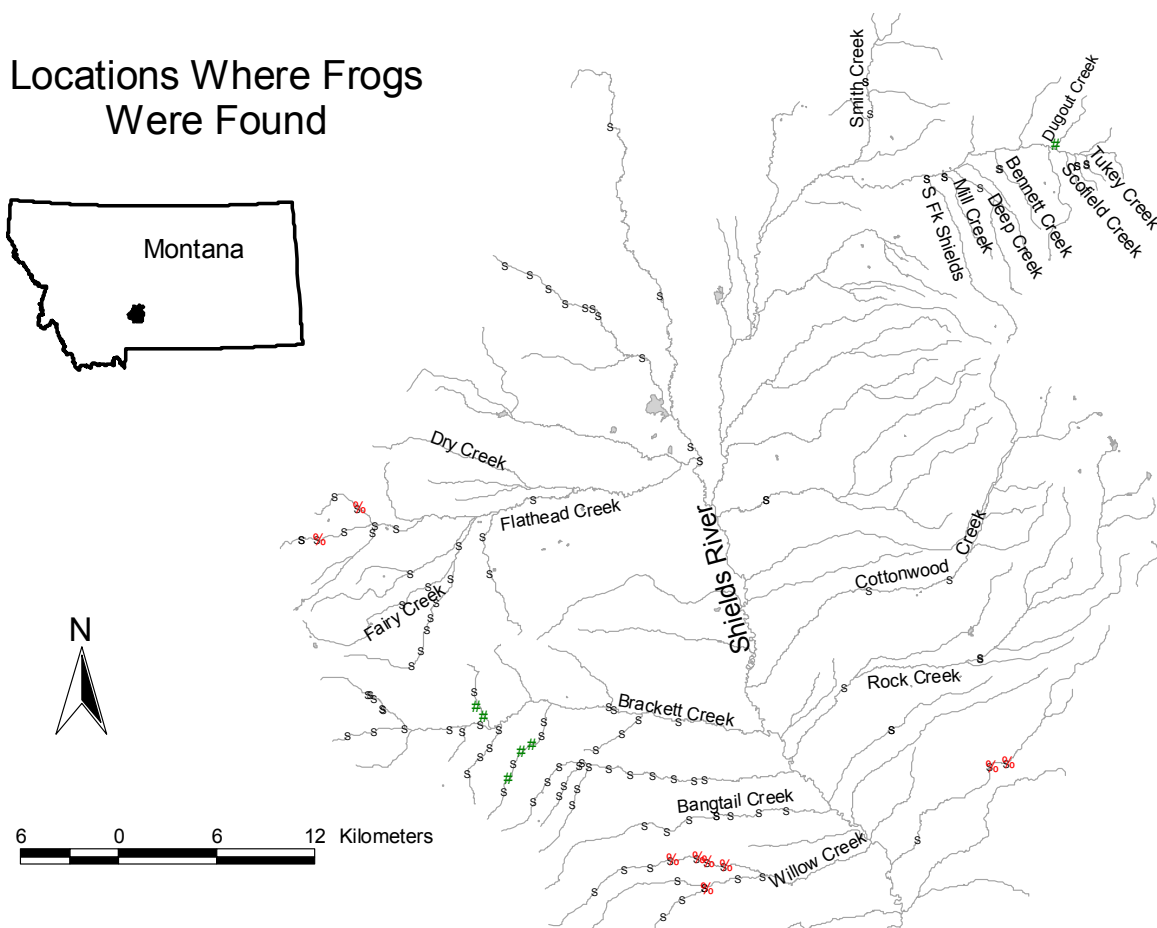 Locations Where Frogs
Were Found
Montana
Smith Creek
Dugout Creek
Tukey Creek
Scofield Creek
Bennett Creek
Deep Creek
Mill Creek
S Fk Shields
Dry Creek
Flathead Creek
Shields River
Cottonwood Creek
Fairy Creek
Rock Creek
Brackett Creek
Bangtail Creek
Willow Creek
N
6 0 6 12 Kilometers